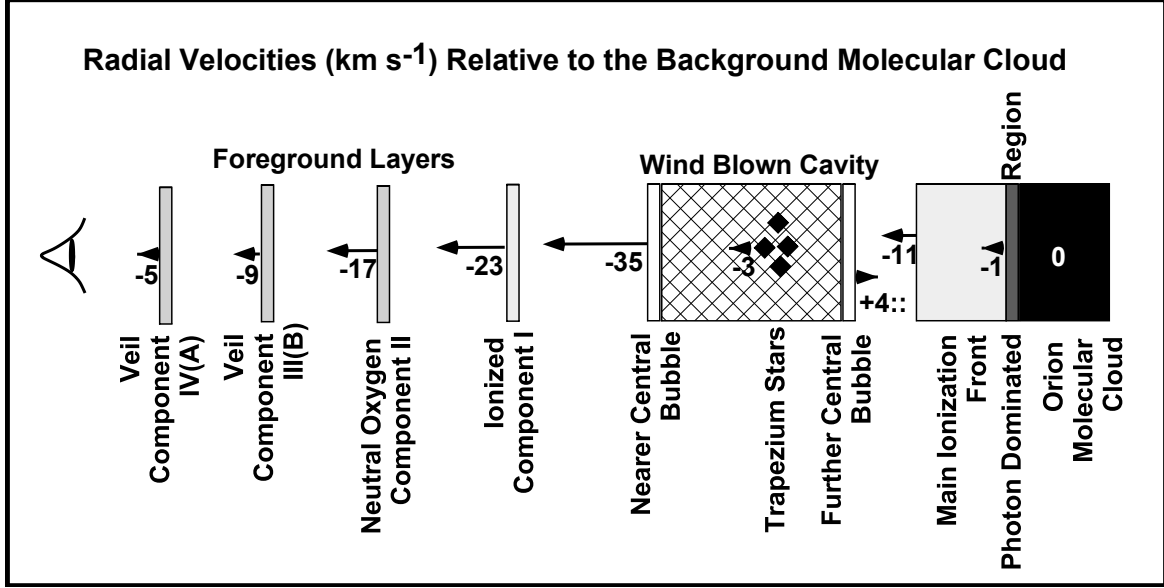 Radial Velocities (km s-1) Relative to the Background Molecular Cloud
Foreground Layers
Wind Blown Cavity
Region
-5
-9
-17
-23
-35
-3
+4::
-11
-1
0
Veil
Component
IV(A)
Veil
Component
III(B)
Neutral Oxygen
Component II
Ionized
Component I
Nearer Central
Bubble
Trapezium Stars
Further Central
Bubble
Main Ionization
Front
Photon Dominated
Orion
Molecular
Cloud